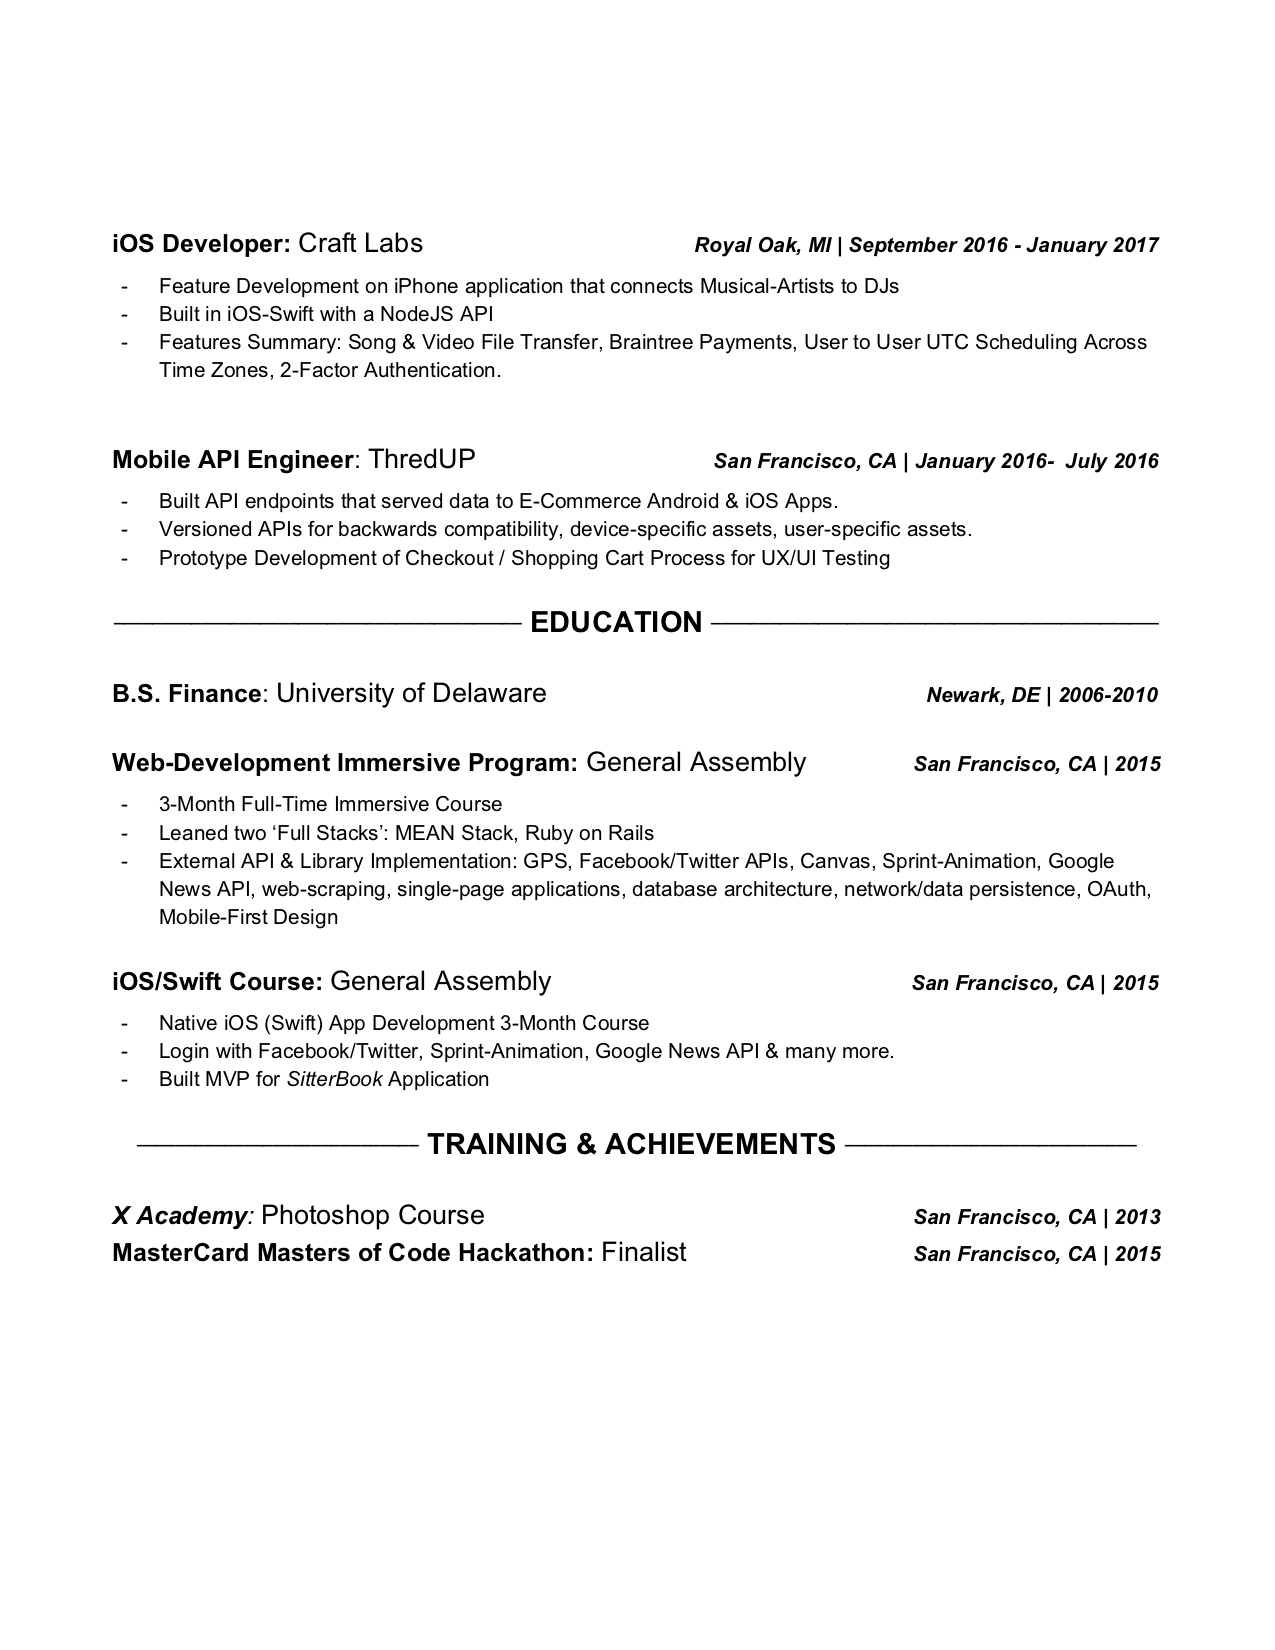 iOS Developer: Craft Labs Royal Oak, MI | September 2016 - January 2017
- Feature Development on iPhone application that connects Musical-Artists to DJs
- Built in iOS-Swift with a NodeJS API
- Features Summary: Song & Video File Transfer, Braintree Payments, User to User UTC Scheduling Across
Time Zones, 2-Factor Authentication.
Mobile API Engineer: ThredUP San Francisco, CA | January 2016- July 2016
- Built API endpoints that served data to E-Commerce Android & iOS Apps.
- Versioned APIs for backwards compatibility, device-specific assets, user-specific assets.
- Prototype Development of Checkout / Shopping Cart Process for UX/UI Testing
EDUCATION
B.S. Finance: University of Delaware Newark, DE | 2006-2010
Web-Development Immersive Program: General Assembly San Francisco, CA | 2015
- 3-Month Full-Time Immersive Course
- Leaned two ‘Full Stacks’: MEAN Stack, Ruby on Rails
- External API & Library Implementation: GPS, Facebook/Twitter APIs, Canvas, Sprint-Animation, Google
News API, web-scraping, single-page applications, database architecture, network/data persistence, OAuth,
Mobile-First Design
iOS/Swift Course: General Assembly San Francisco, CA | 2015
- Native iOS (Swift) App Development 3-Month Course
- Login with Facebook/Twitter, Sprint-Animation, Google News API & many more.
- Built MVP for SitterBook Application
TRAINING & ACHIEVEMENTS
X Academy: Photoshop Course San Francisco, CA | 2013
MasterCard Masters of Code Hackathon: Finalist San Francisco, CA | 2015